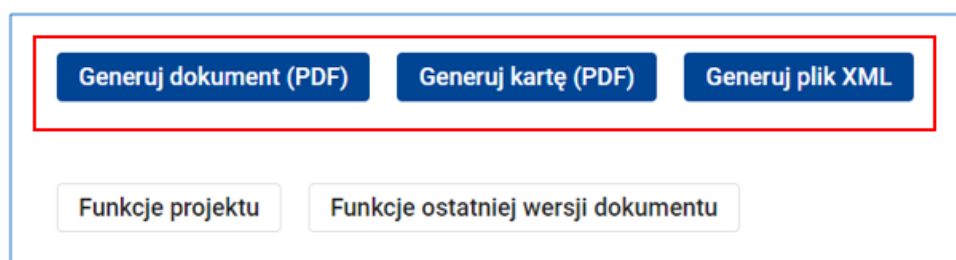 Generuj dokument (PDF) Generuj kartę (PDF) Generuj plik XML
Funkcje projektu Funkcje ostatniej wersji dokumentu